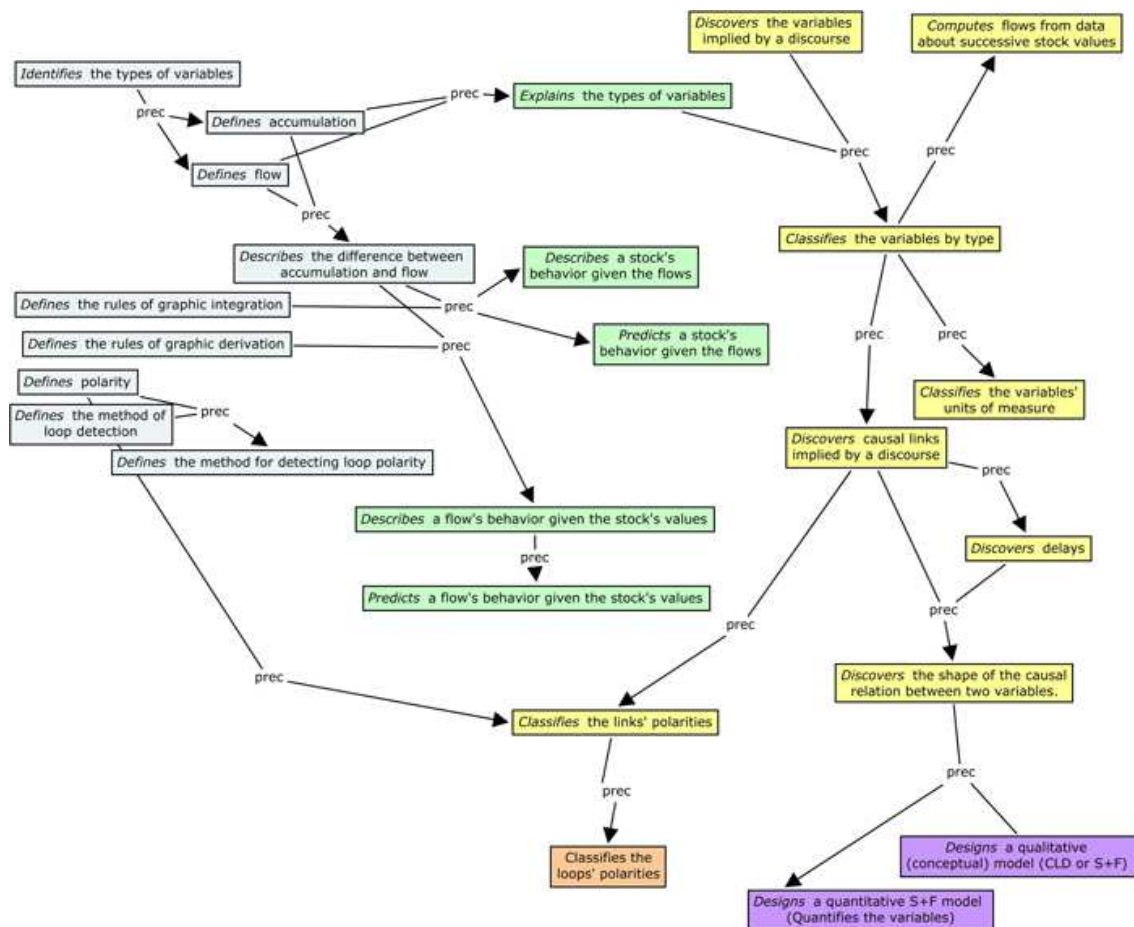 Discovers the variables
implied by a discourse
Computes flows from data
about successive stock values
Identifies the types of variables
prec
Explains the types of variables
prec
Defines accumulation
prec
prec
Defines flow
prec
Classifies the variables by type
Describes the difference between
accumulation and flow
Describes a stock's
behavior given the flows
Defines the rules of graphic integration
prec
Predicts a stock's
behavior given the flows
prec
prec
Defines the rules of graphic derivation
prec
Defines polarity
Defines the method of
loop detection
prec
Classifies the variables'
units of measure
Defines the method for detecting loop polarity
Discovers causal links
implied by a discourse
prec
Describes a flow's behavior given the stock's values
Discovers delays
prec
Predicts a flow's behavior given the stock's values
prec
prec
prec
Discovers the shape of the causal
relation between two variables.
Classifies the links' polarities
prec
prec
Classifies the
loops' polarities
Designs a qualitative
(conceptual) model (CLD or S+F)
Designs a quantitative S+F model
(Quantifies the variables)